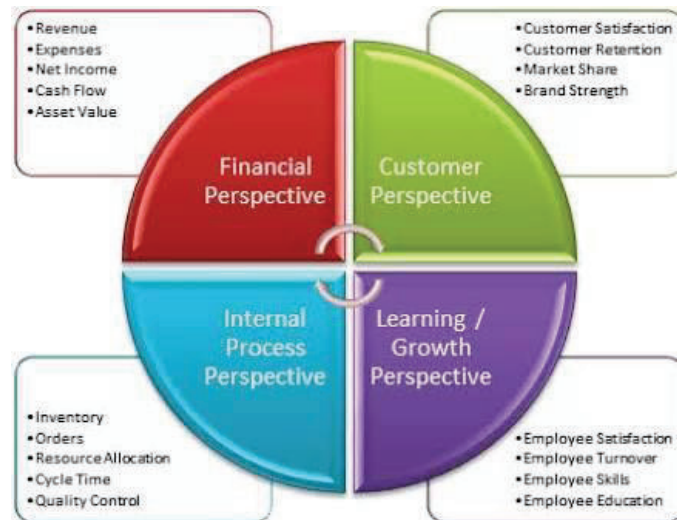 • Revenue
• Expenses
• Net Income
• Cash Flow
• Asset Value
• Customer Satisfaction
• Customer Retention
• Market Share
• Brand Strength
Financial
Perspective
Customer
Perspective
Internal
Process
Perspective
Learning /
Growth
Perspective
• Inventory
• Orders
• Resource Allocation
• Cycle Time
• Quality Control
• Employee Satisfaction
• Employee Turnover
• Employee Skills
• Employee Education